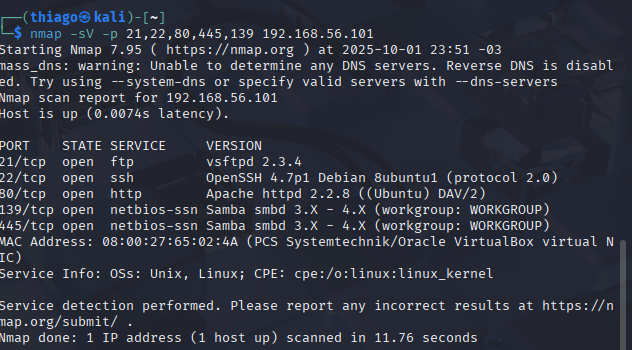 ┌──(thiago㉿kali)-[~]
└─$ nmap -sV -p 21,22,80,445,139 192.168.56.101
Starting Nmap 7.95 ( https://nmap.org ) at 2025-10-01 23:51 -03
mass_dns: warning: Unable to determine any DNS servers. Reverse DNS is disabl
ed. Try using --system-dns or specify valid servers with --dns-servers
Nmap scan report for 192.168.56.101
Host is up (0.0074s latency).

PORT    STATE SERVICE     VERSION
21/tcp  open  ftp         vsftpd 2.3.4
22/tcp  open  ssh         OpenSSH 4.7p1 Debian 8ubuntu1 (protocol 2.0)
80/tcp  open  http        Apache httpd 2.2.8 ((Ubuntu) DAV/2)
139/tcp open  netbios-ssn Samba smbd 3.X - 4.X (workgroup: WORKGROUP)
445/tcp open  netbios-ssn Samba smbd 3.X - 4.X (workgroup: WORKGROUP)
MAC Address: 08:00:27:65:02:4A (PCS Systemtechnik/Oracle VirtualBox virtual N
IC)
Service Info: OSs: Unix, Linux; CPE: cpe:/o:linux:linux_kernel

Service detection performed. Please report any incorrect results at https://n
map.org/submit/ .
Nmap done: 1 IP address (1 host up) scanned in 11.76 seconds